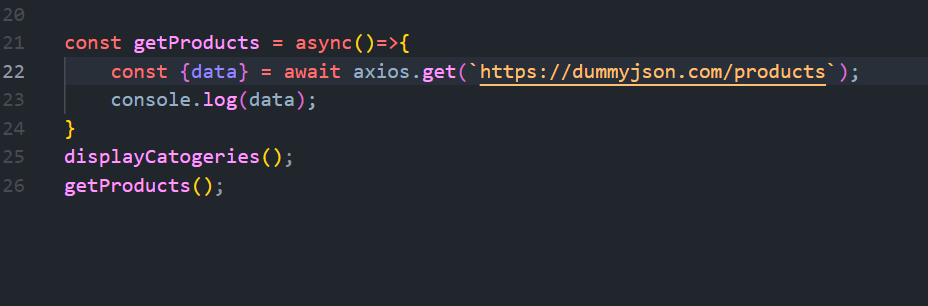 20
21 const getProducts = async()=>{
22 const {data} = await axios.get(`https://dummyjson.com/products`);
23 console.log(data);
24 }
25 displayCatogeries();
26 getProducts();